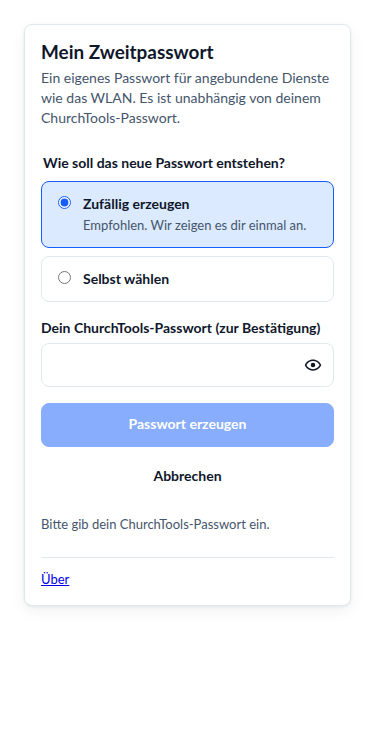 Mein Zweitpasswort
Ein eigenes Passwort für angebundene Dienste
wie das WLAN. Es ist unabhängig von deinem
ChurchTools-Passwort.
Wie soll das neue Passwort entstehen?
Zufällig erzeugen
Empfohlen. Wir zeigen es dir einmal an.
Selbst wählen
Dein ChurchTools-Passwort (zur Bestätigung)
Passwort erzeugen
Abbrechen
Bitte gib dein ChurchTools-Passwort ein.
Über